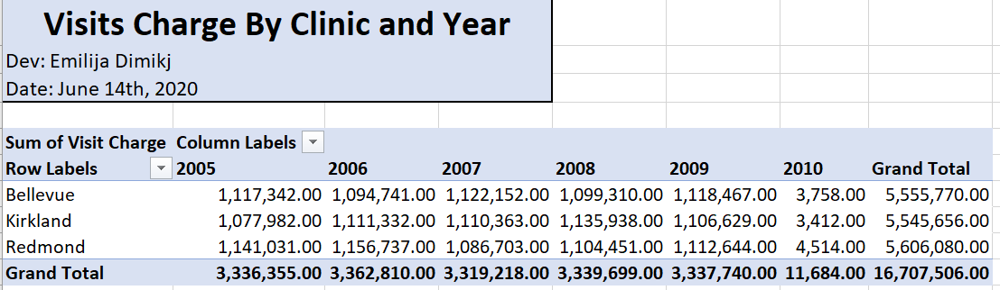 Visits Charge By Clinic and Year
Dev: Emilija Dimikj
Date: June 14th, 2020
Sum of Visit Charge Column Labels
Row Labels 2005 2006 2007 2008 2009 2010 Grand Total
Bellevue 1,117,342.00 1,094,741.00 1,122,152.00 1,099,310.00 1,118,467.00 3,758.00 5,555,770.00
Kirkland 1,077,982.00 1,111,332.00 1,110,363.00 1,135,938.00 1,106,629.00 3,412.00 5,545,656.00
Redmond 1,141,031.00 1,156,737.00 1,086,703.00 1,104,451.00 1,112,644.00 4,514.00 5,606,080.00
Grand Total 3,336,355.00 3,362,810.00 3,319,218.00 3,339,699.00 3,337,740.00 11,684.00 16,707,506.00